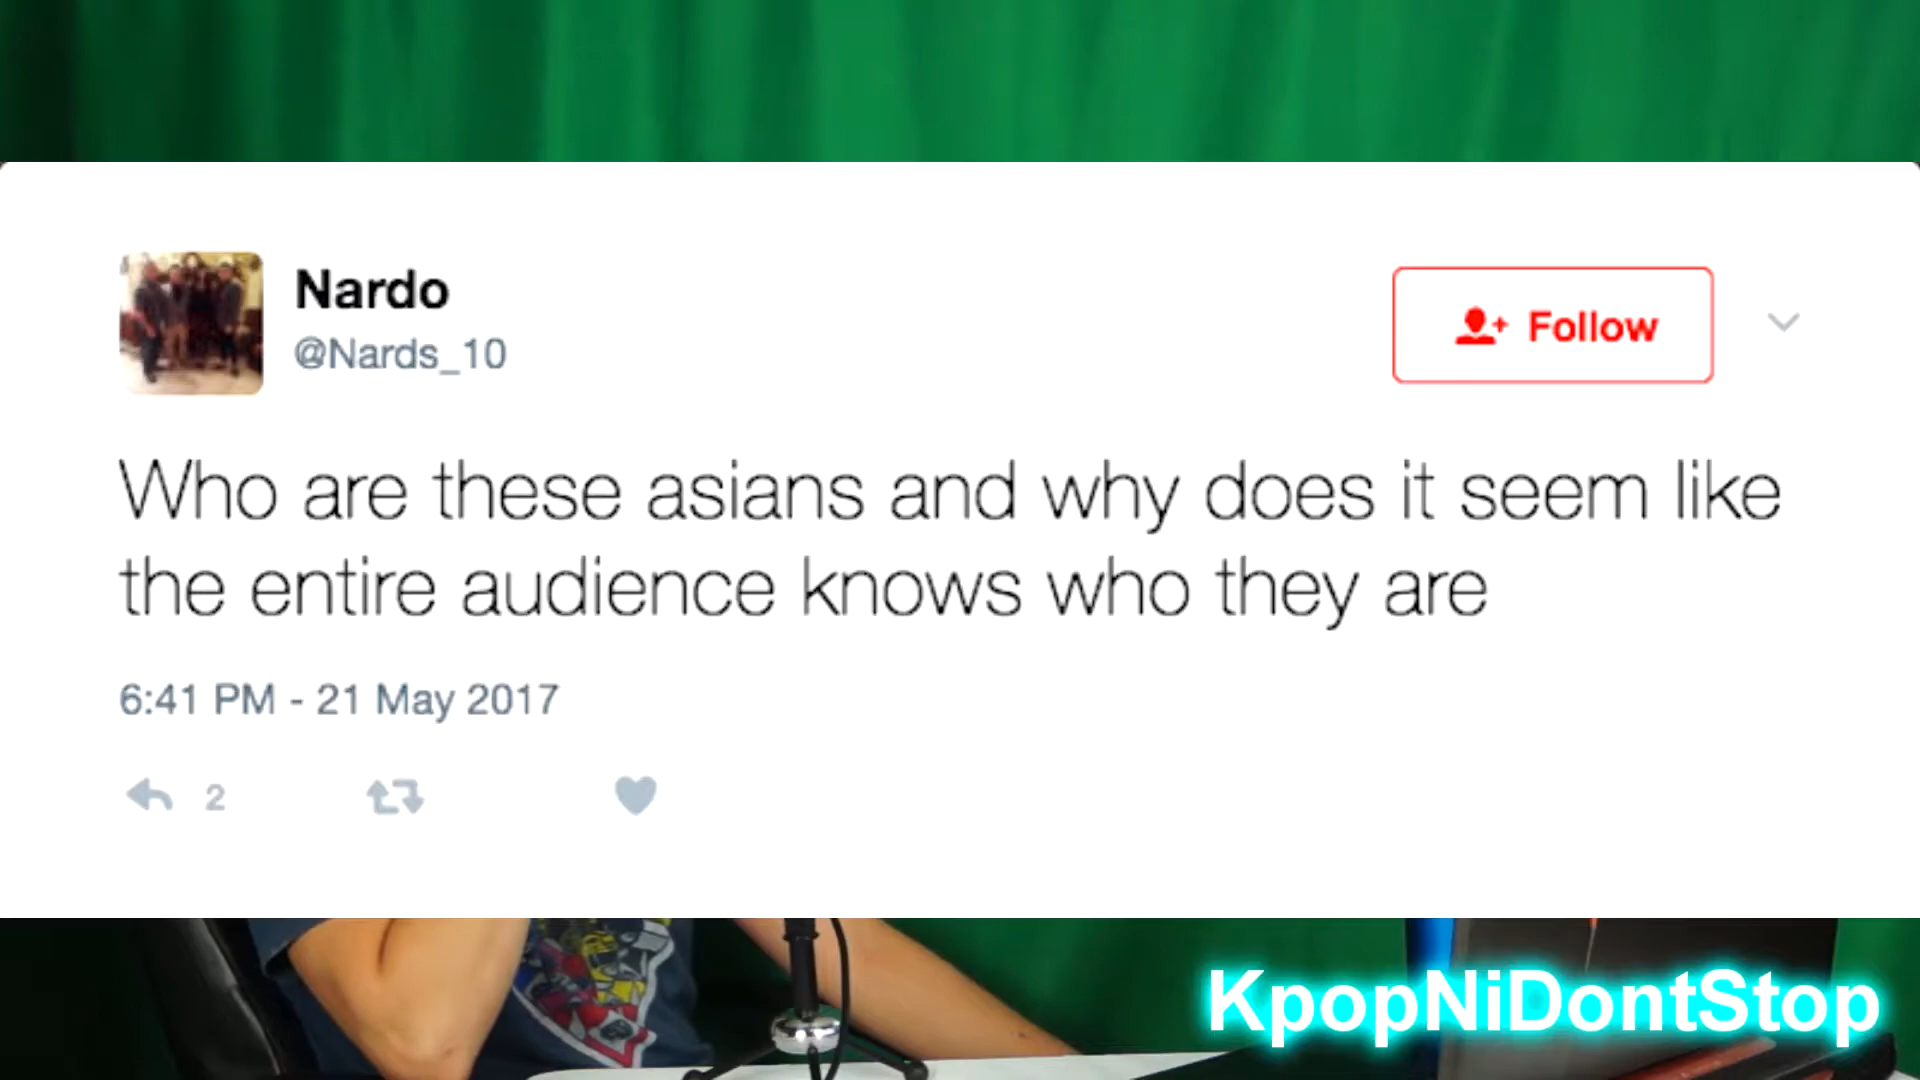 Nardo
@Nards_10
Follow
Who are these asians and why does it seem like
the entire audience knows who they are
6:41 PM - 21 May 2017
2
KpopNiDontStop